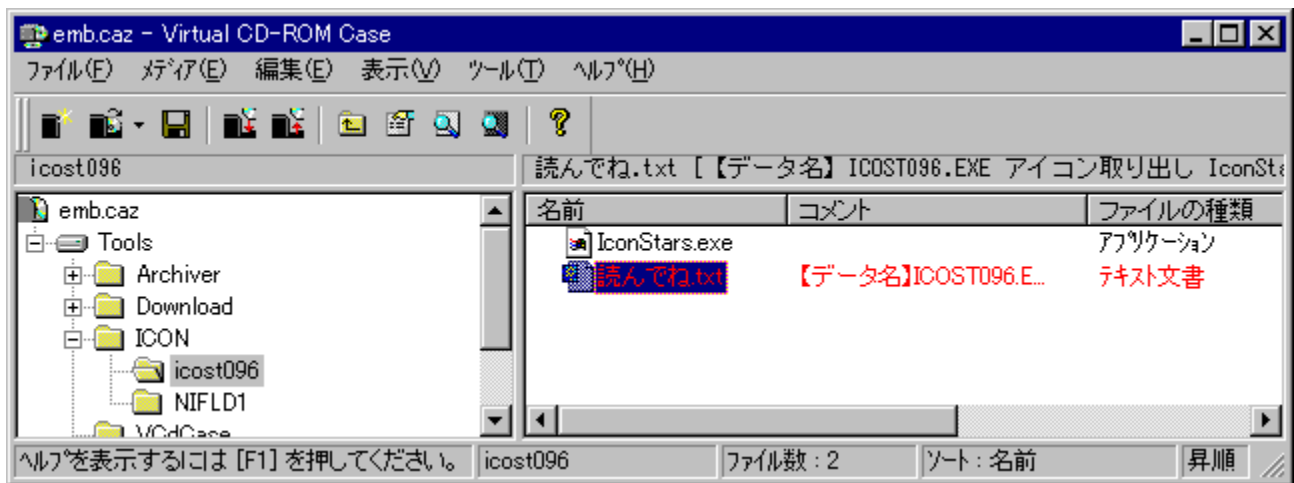 emb.caz - Virtual CD-ROM Case
ﾌｧｲﾙ(F) ﾒﾃﾞｨｱ(E) 編集(E) 表示(V) ﾂｰﾙ(T) ﾍﾙﾌﾟ(H)
icost096
読んでね.txt [【データ名】ICOST096.EXE アイコン取り出し IconSta
emb.caz
Tools
Archiver
Download
ICON
icost096
NIFLD1
VCdCase
名前 コメント ファイルの種類
IconStars.exe ｱﾌﾟﾘｹｰｼｮﾝ
読んでね.txt 【データ名】ICOST096.E... ﾃｷｽﾄ文書
ﾍﾙﾌﾟを表示するには [F1] を押してください。 icost096 ﾌｧｲﾙ数 : 2 ｿｰﾄ : 名前 昇順